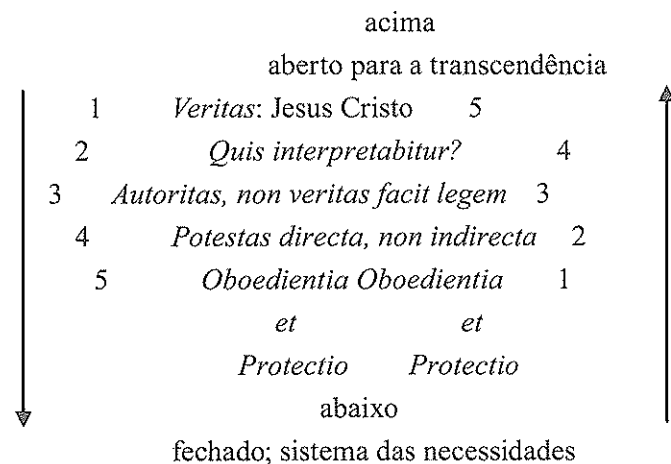 acima
aberto para a transcendência
1 Veritas: Jesus Cristo 5
2 Quis interpretabitur? 4
3 Autoritas, non veritas facit legem 3
4 Potestas directa, non indirecta 2
5 Oboedientia Oboedientia 1
et et
Protectio Protectio
abaixo
fechado; sistema das necessidades